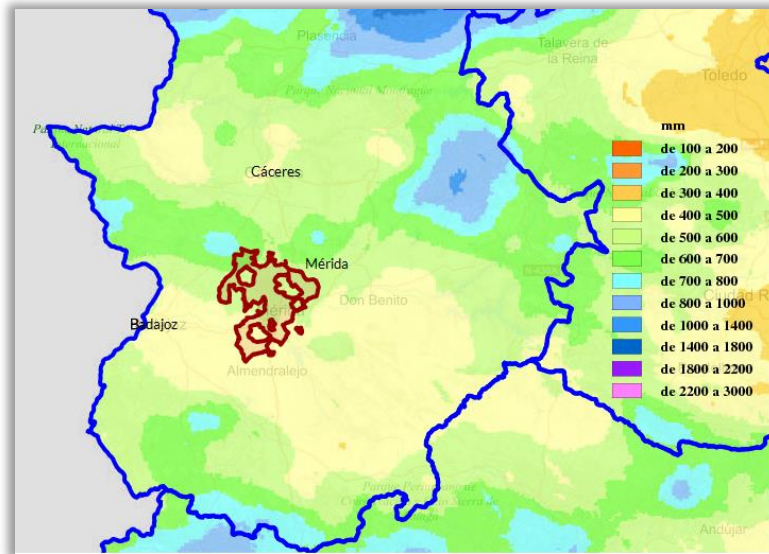 Plasencia
Talavera de
la Reina
Toledo
Parque Nacional Monfragüe
Internacional
mm
de 100 a 200
de 200 a 300
de 300 a 400
de 400 a 500
de 500 a 600
de 600 a 700
de 700 a 800
de 800 a 1000
de 1000 a 1400
de 1400 a 1800
de 1800 a 2200
de 2200 a 3000
Cáceres
Mérida
Don Benito
Ciudad R
Badajoz
Almendralejo
Andújar